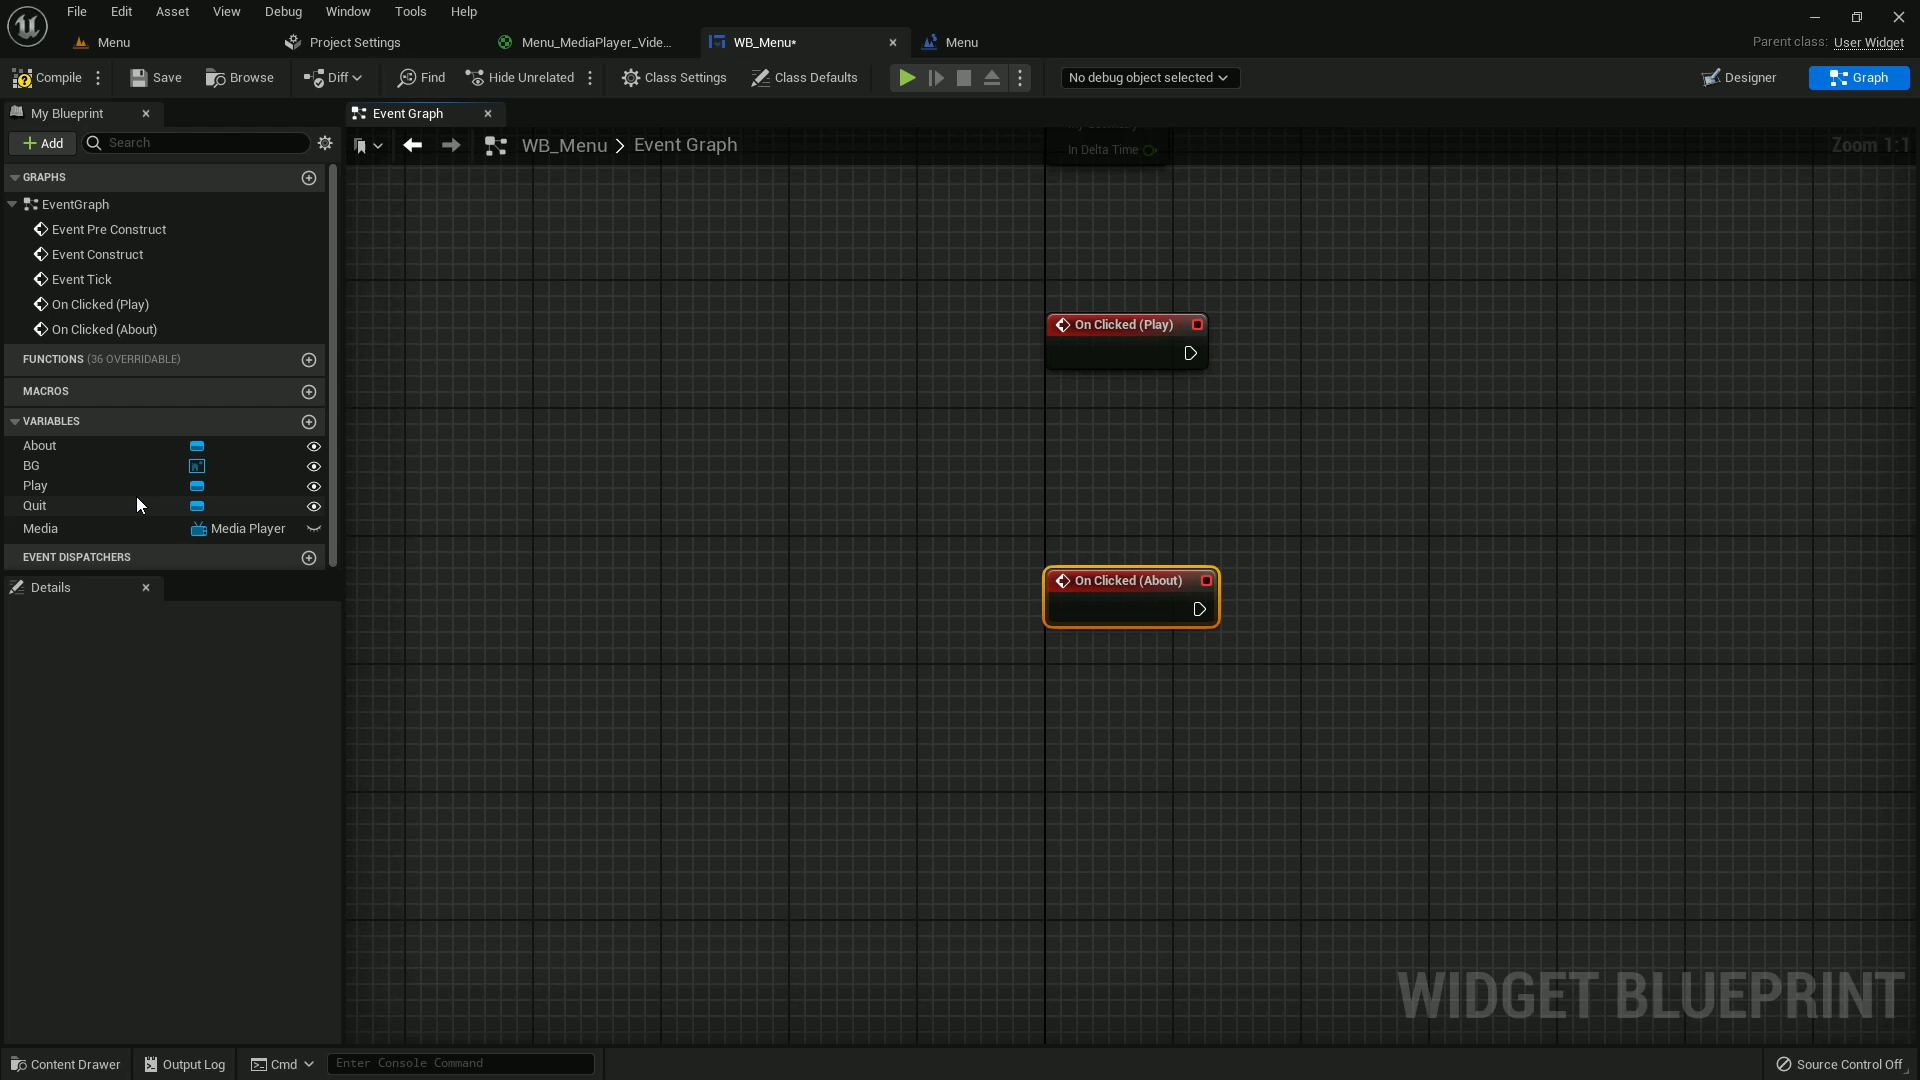 File Edit Asset View Debug Window Tools Help
Menu Project Settings Menu_MediaPlayer_Vide... WB_Menu* Menu Parent class: User Widget
Compile Save Browse Diff Find Hide Unrelated Class Settings Class Defaults No debug object selected Designer Graph
My Blueprint Event Graph
Add Search WB_Menu > Event Graph Zoom 1:1
In Delta Time
GRAPHS
EventGraph
Event Pre Construct
Event Construct
Event Tick
On Clicked (Play)
On Clicked (About)
FUNCTIONS (36 OVERRIDABLE)
MACROS
VARIABLES
About
BG
Play
Quit
Media Media Player
EVENT DISPATCHERS
Details
On Clicked (Play)
On Clicked (About)
WIDGET BLUEPRINT
Content Drawer Output Log Cmd Enter Console Command Source Control Off